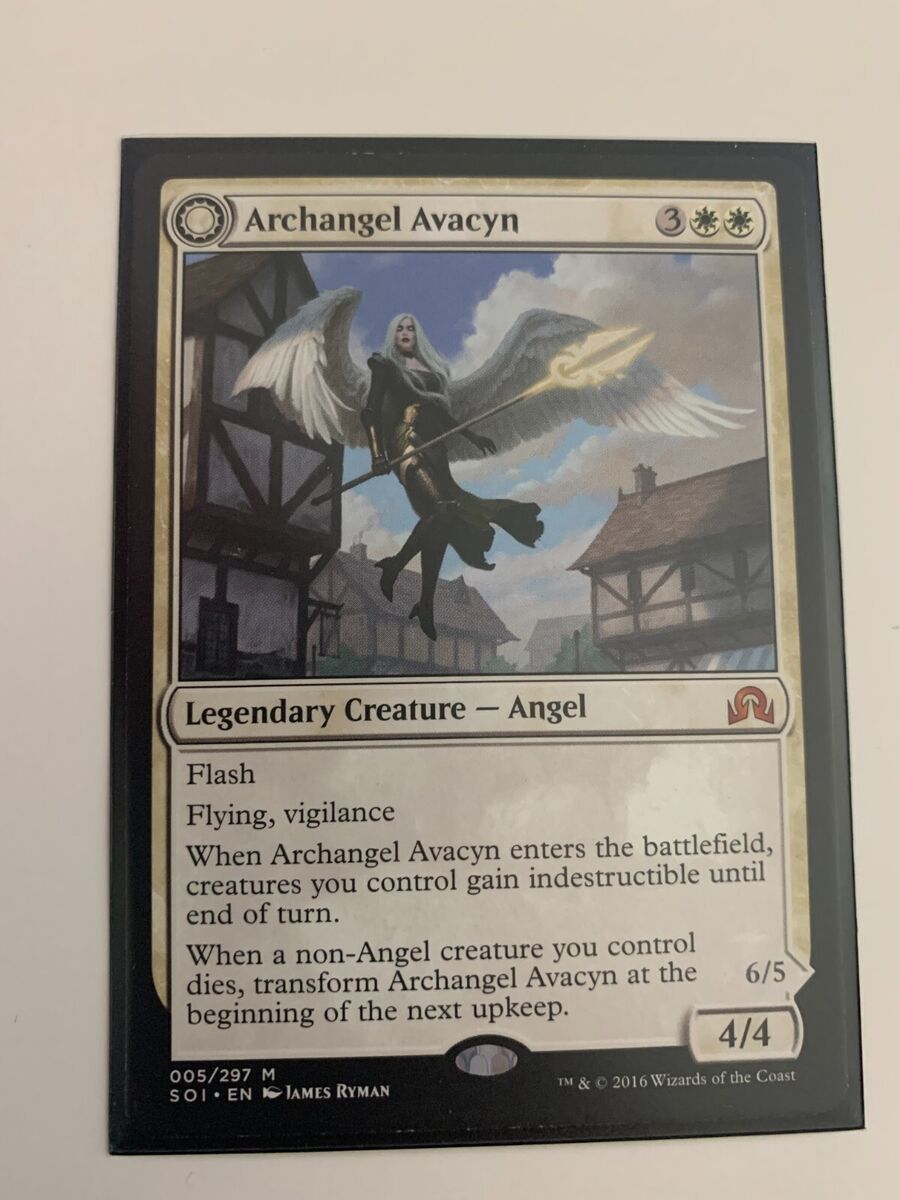 Archangel Avacyn 3
Legendary Creature — Angel
Flash
Flying, vigilance
When Archangel Avacyn enters the battlefield,
creatures you control gain indestructible until
end of turn.
When a non-Angel creature you control
dies, transform Archangel Avacyn at the
beginning of the next upkeep.
6/5
4/4
005/297 M
SOI • EN JAMES RYMAN
™ & © 2016 Wizards of the Coast